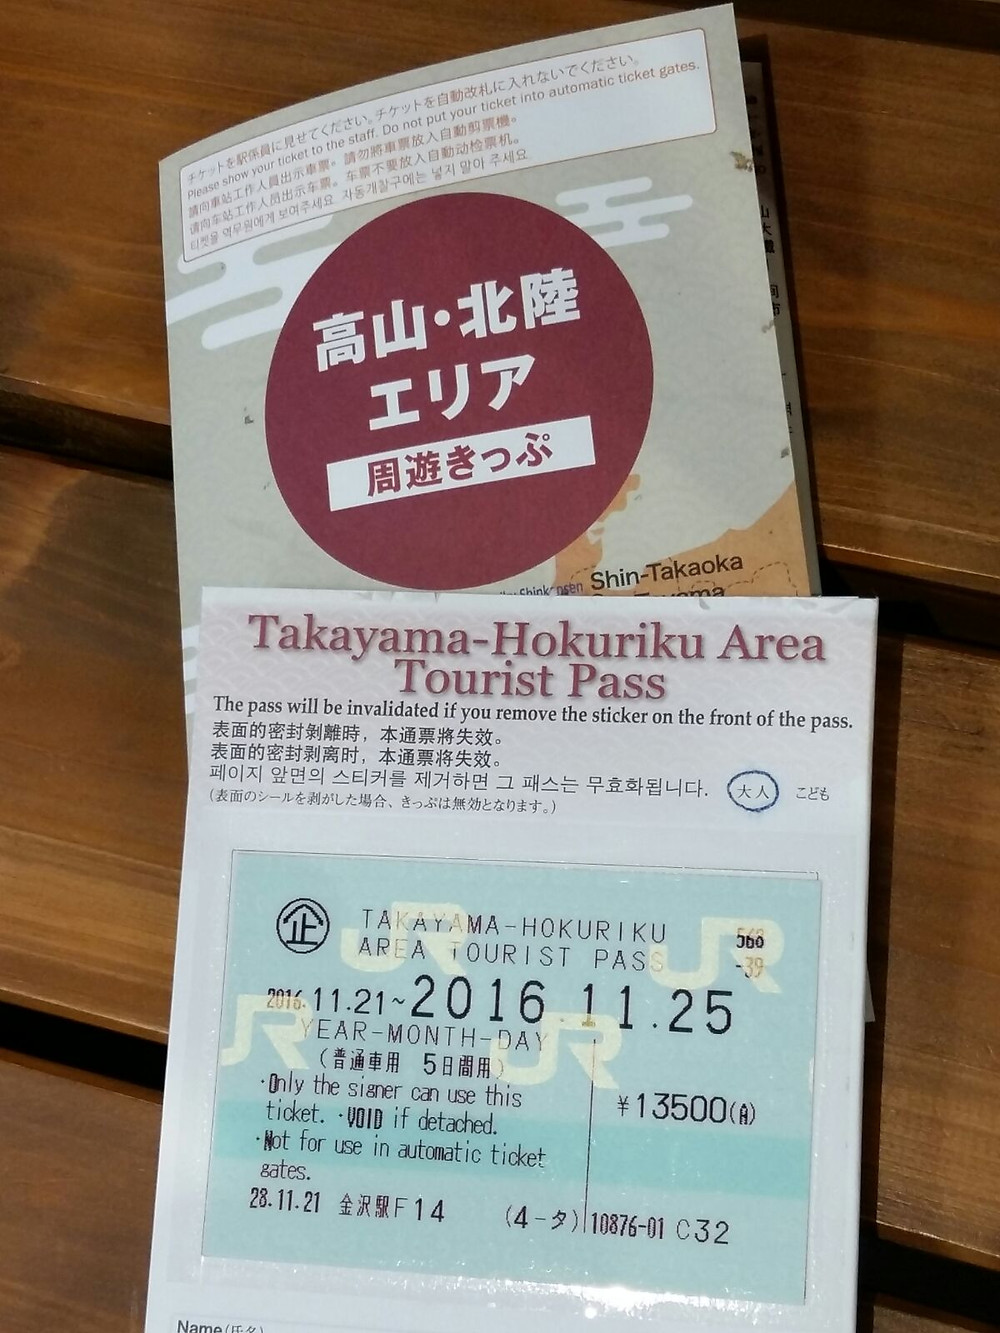 チケットを駅係員に見せてください。チケットを自動改札に入れないでください。
Please show your ticket to the staff. Do not put your ticket into automatic ticket gates.
請向車站工作人員出示車票。請勿將車票放入自動剪票機。
请向车站工作人员出示车票。车票不要放入自动动检票机。
티켓을 역무원에게 보여주세요. 자동개찰구에는 넣지 말아 주세요.
高山・北陸
エリア
周遊きっぷ
Shin-Takaoka
Toyama
Takayama-Hokuriku Area
Tourist Pass
The pass will be invalidated if you remove the sticker on the front of the pass.
表面的密封剝離時，本通票將失效。
表面的密封剥离时，本通票将失效。
페이지 앞면의 스티커를 제거하면 그 패스는 무효화됩니다.
(表面のシールを剥がした場合、きっぷは無効となります。)
大人 こども
企 TAKAYAMA-HOKURIKU
AREA TOURIST PASS
568
-39
2016.11.21~2016.11.25
YEAR-MONTH-DAY
(普通車用 5日間用)
・Only the signer can use this
ticket. ・VOID if detached.
・Not for use in automatic ticket
gates.
¥13500(A)
28.11.21 金沢駅F14 (4-タ) 10876-01 C32
Name(氏名)